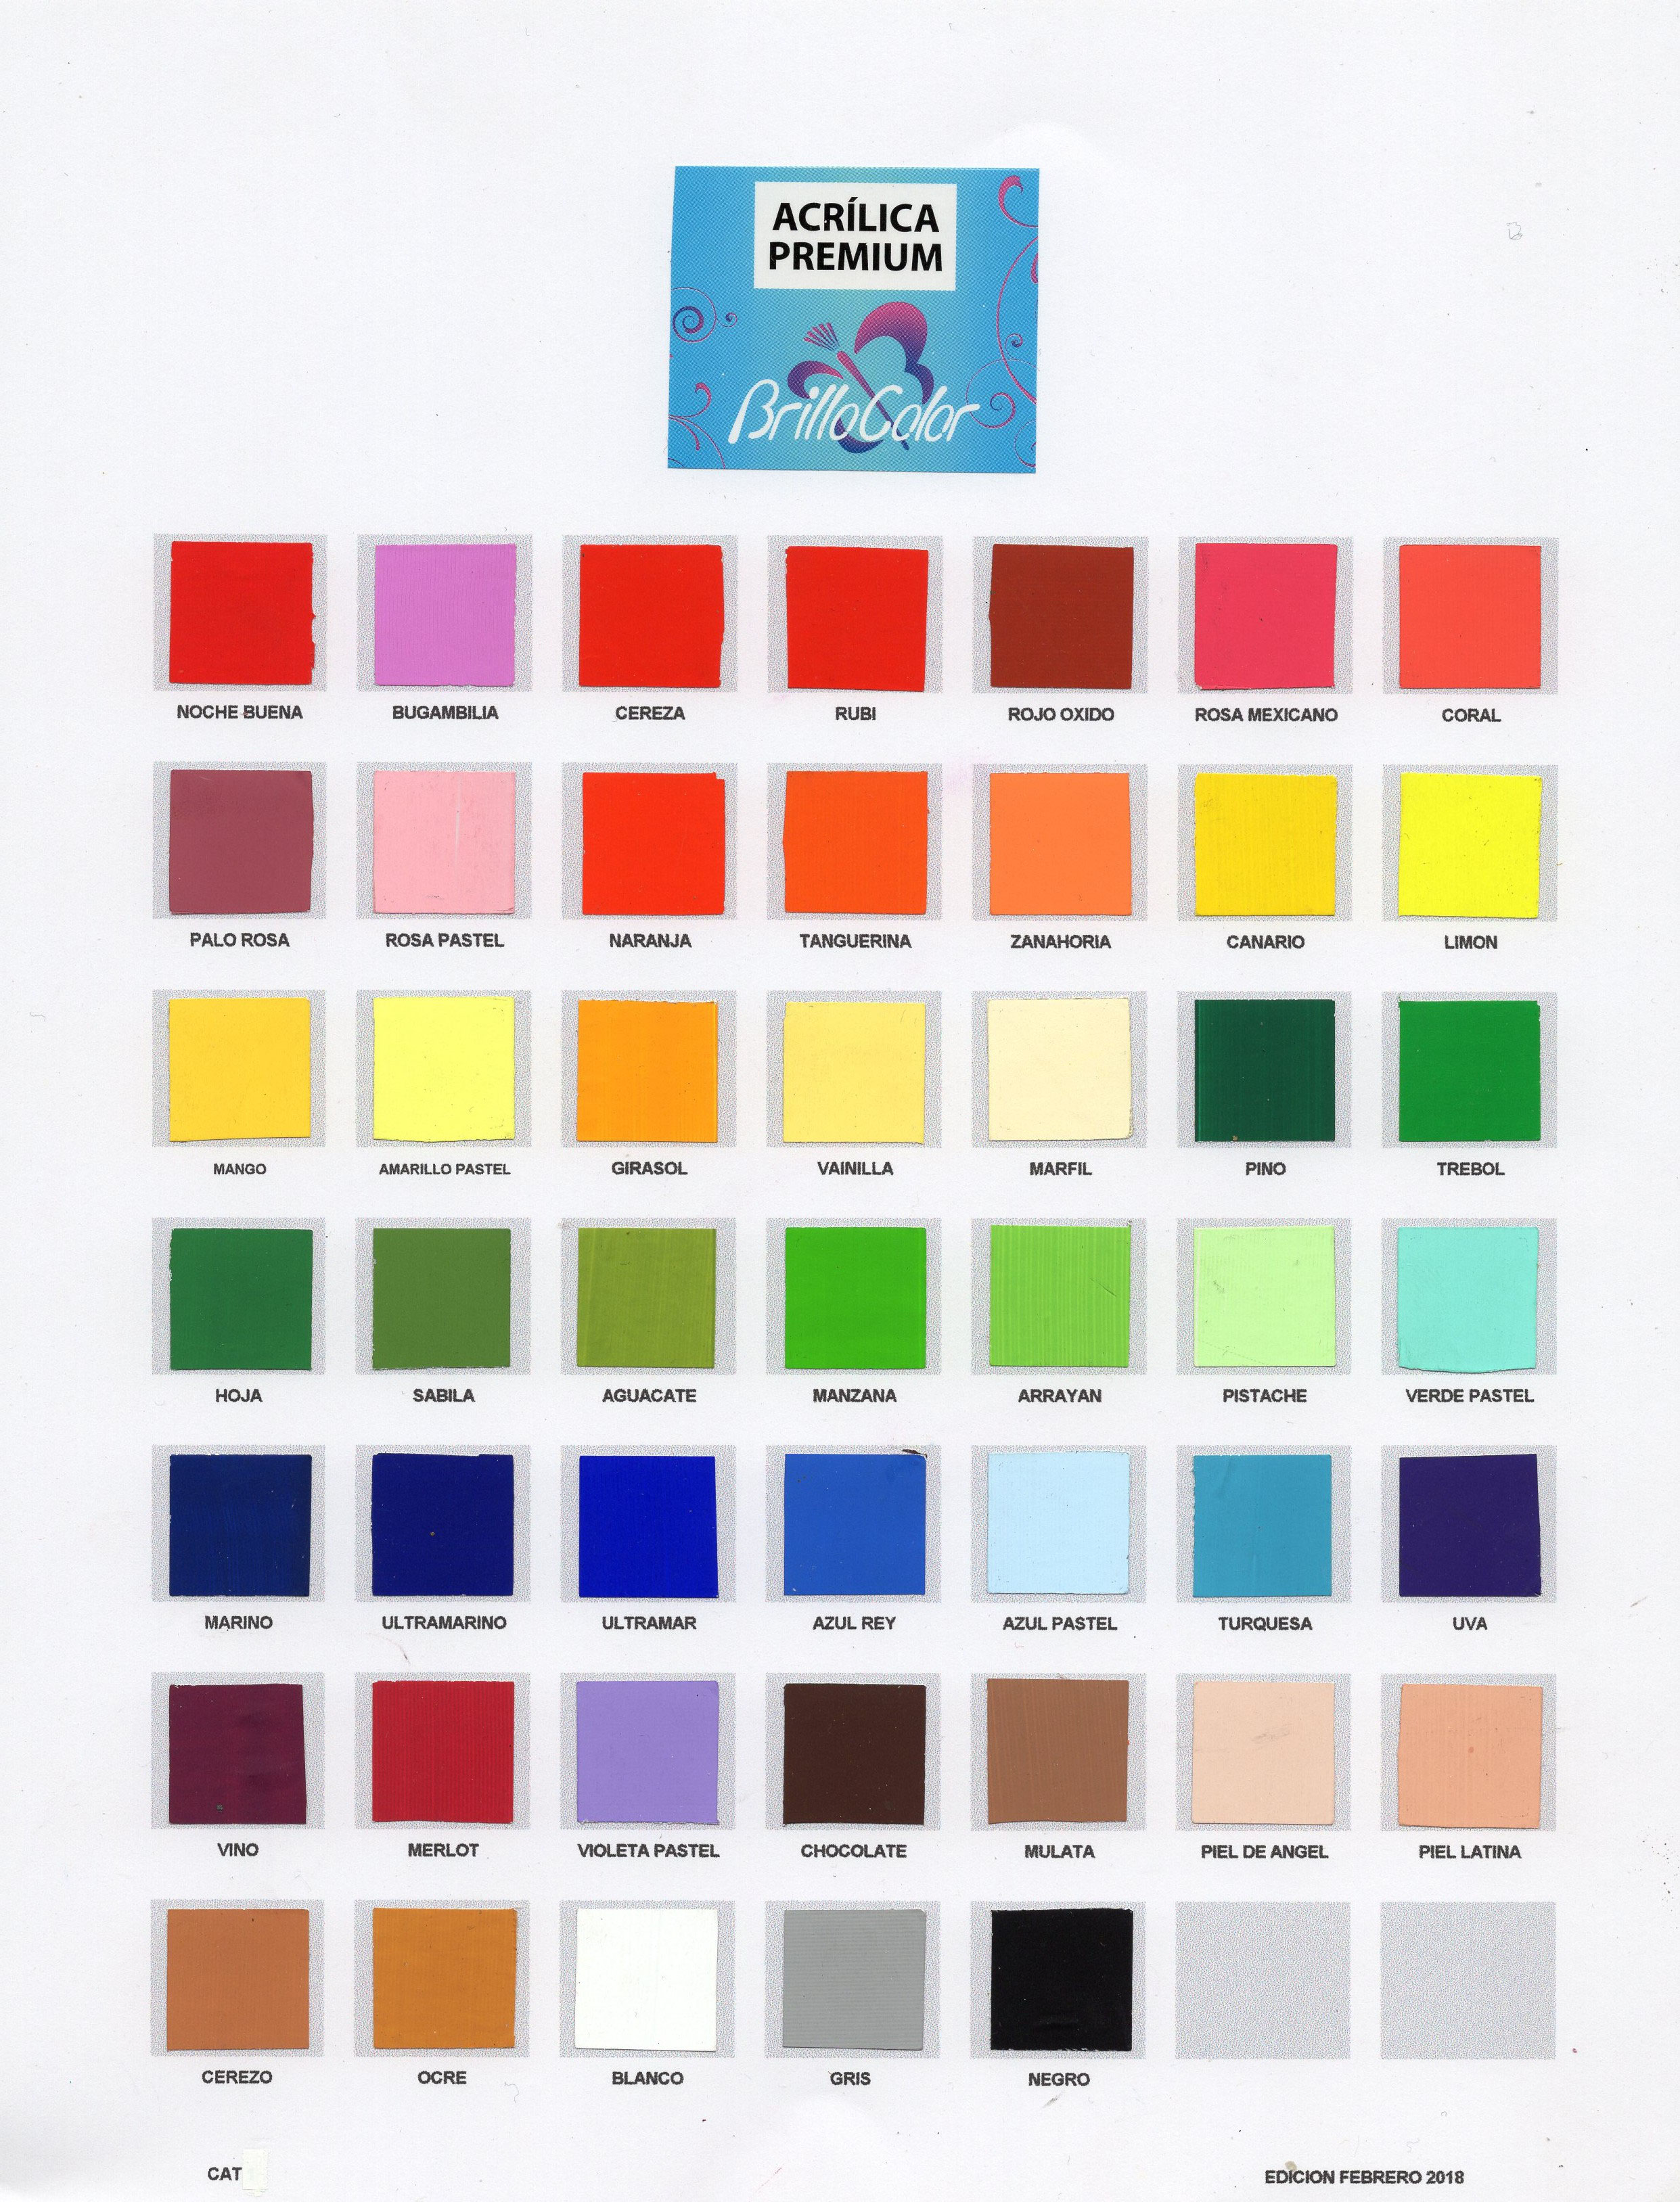 ACRÍLICA
PREMIUM
BrilloColor
NOCHE BUENA BUGAMBILIA CEREZA RUBI ROJO OXIDO ROSA MEXICANO CORAL
PALO ROSA ROSA PASTEL NARANJA TANGUERINA ZANAHORIA CANARIO LIMON
MANGO AMARILLO PASTEL GIRASOL VAINILLA MARFIL PINO TREBOL
HOJA SABILA AGUACATE MANZANA ARRAYAN PISTACHE VERDE PASTEL
MARINO ULTRAMARINO ULTRAMAR AZUL REY AZUL PASTEL TURQUESA UVA
VINO MERLOT VIOLETA PASTEL CHOCOLATE MULATA PIEL DE ANGEL PIEL LATINA
CEREZO OCRE BLANCO GRIS NEGRO
CAT EDICION FEBRERO 2018